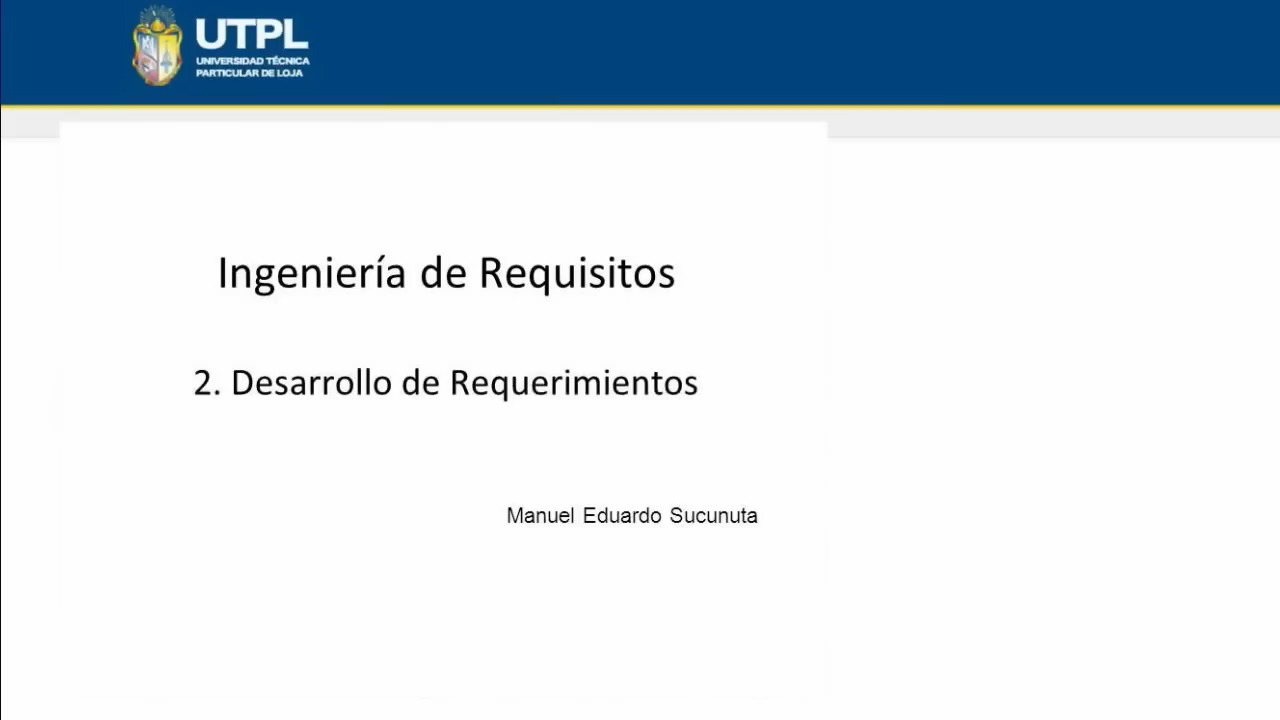 UTPL
UNIVERSIDAD TÉCNICA
PARTICULAR DE LOJA
Ingeniería de Requisitos
2. Desarrollo de Requerimientos
Manuel Eduardo Sucunuta